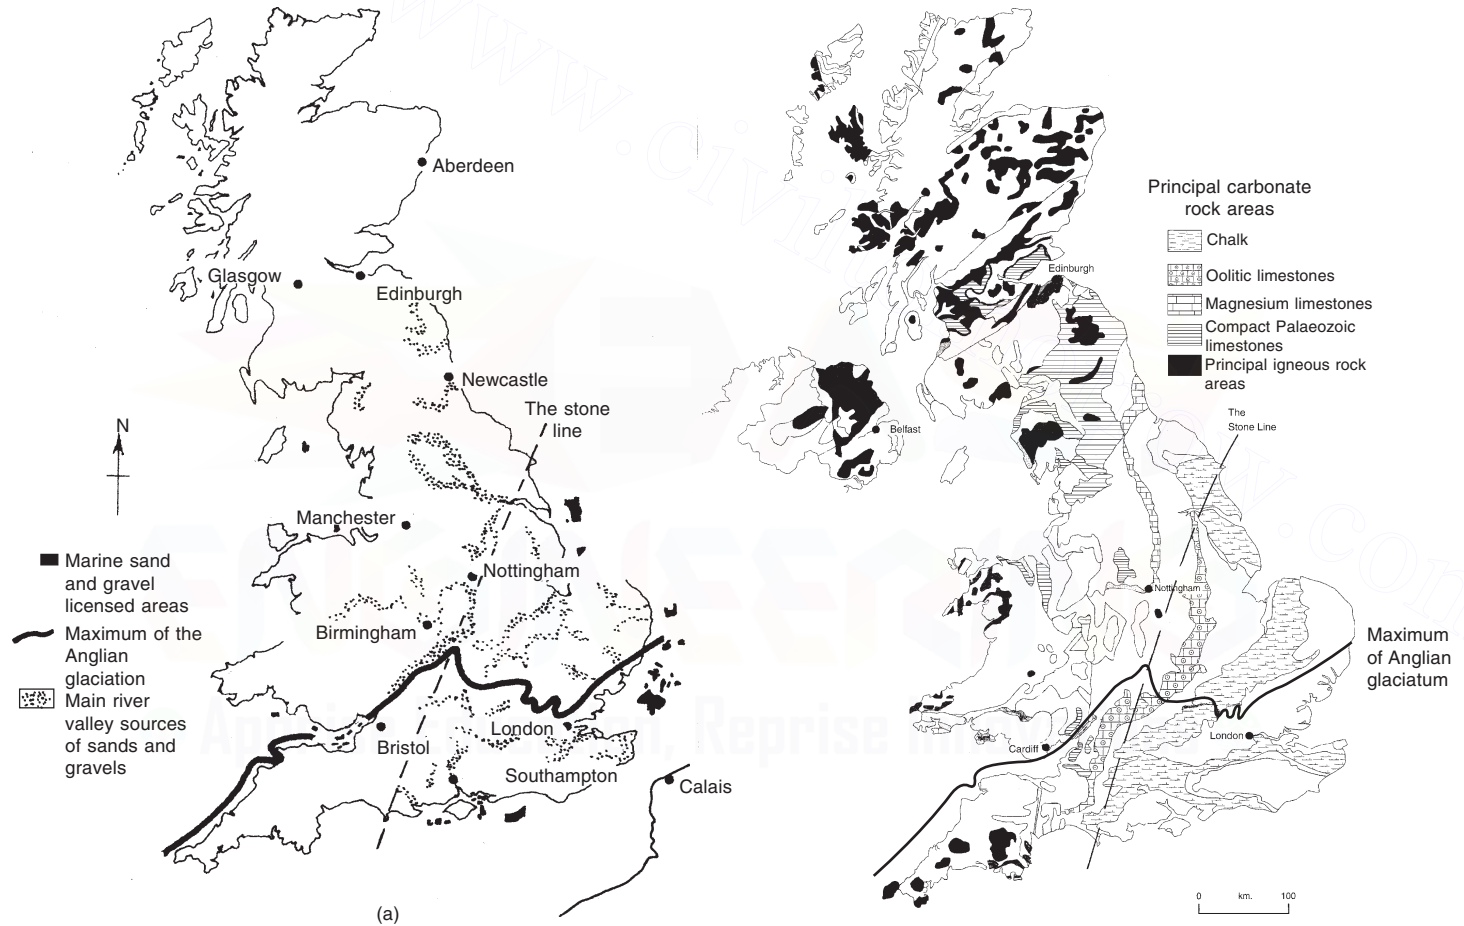 Aberdeen
Glasgow
Edinburgh
Newcastle
The stone
line
N
Manchester
Nottingham
Birmingham
Marine sand
and gravel
licensed areas
Maximum of the
Anglian
glaciation
Main river
valley sources
of sands and
gravels
London
Bristol
Southampton
Calais
(a)
Principal carbonate
rock areas
Chalk
Oolitic limestones
Magnesium limestones
Compact Palaeozoic
limestones
Principal igneous rock
areas
Edinburgh
The
Stone Line
Belfast
Nottingham
Maximum
of Anglian
glaciatum
Cardiff
London
0 km. 100